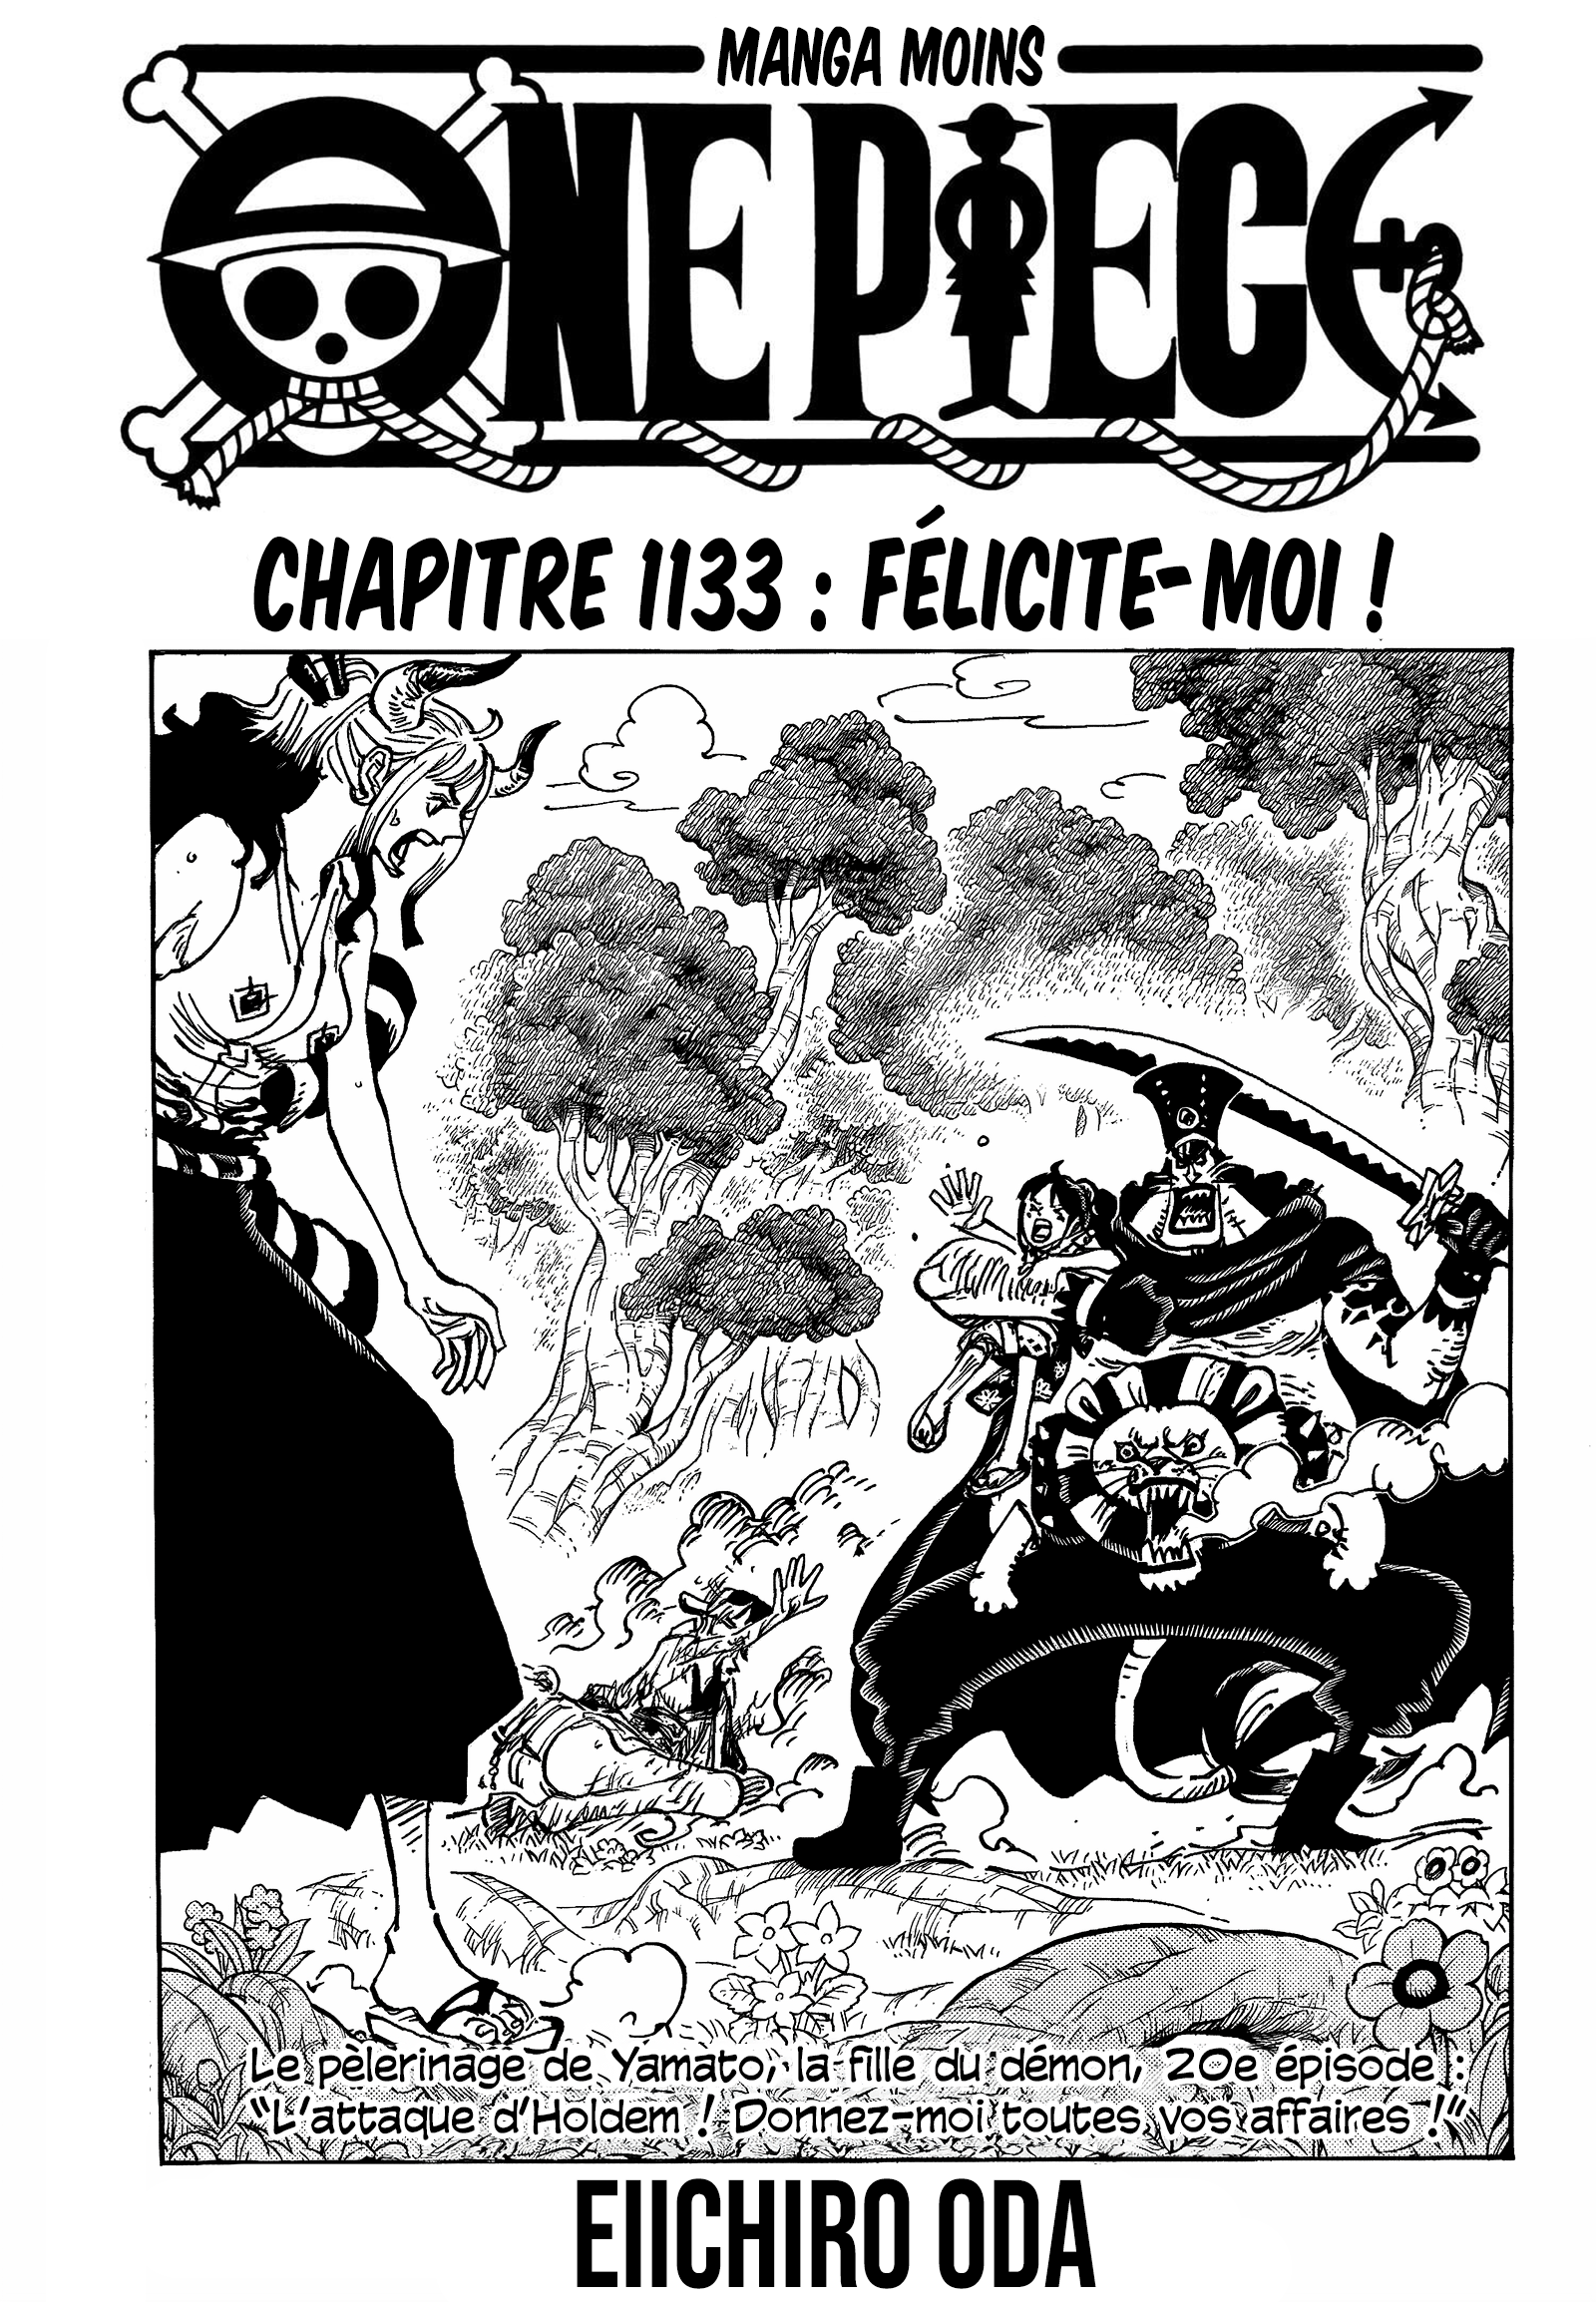 MANGA MOINS
ONE PIECE
CHAPITRE 1133 : FÉLICITE-MOI !
Le pèlerinage de Yamato, la fille du démon, 20e épisode :
"L'attaque d'Holdem ! Donnez-moi toutes vos affaires !"
EIICHIRO ODA